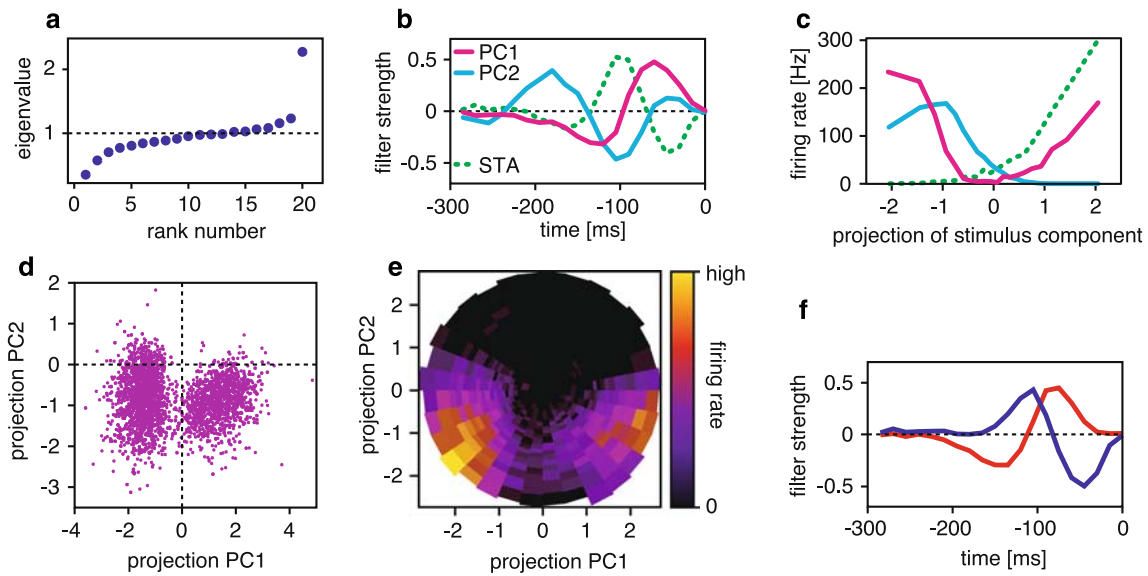 a
2
1
0
eigenvalue
0 5 10 15 20
rank number
b
PC1
PC2
STA
0.5
0
-0.5
filter strength
-300 -200 -100 0
time [ms]
c
300
200
100
0
firing rate [Hz]
-2 -1 0 1 2
projection of stimulus component
d
2
1
0
-1
-2
-3
projection PC2
-4 -2 0 2 4
projection PC1
e
2
1
0
-1
-2
projection PC2
-2 -1 0 1 2
projection PC1
high
0
firing rate
f
0.5
0
-0.5
filter strength
-300 -200 -100 0
time [ms]